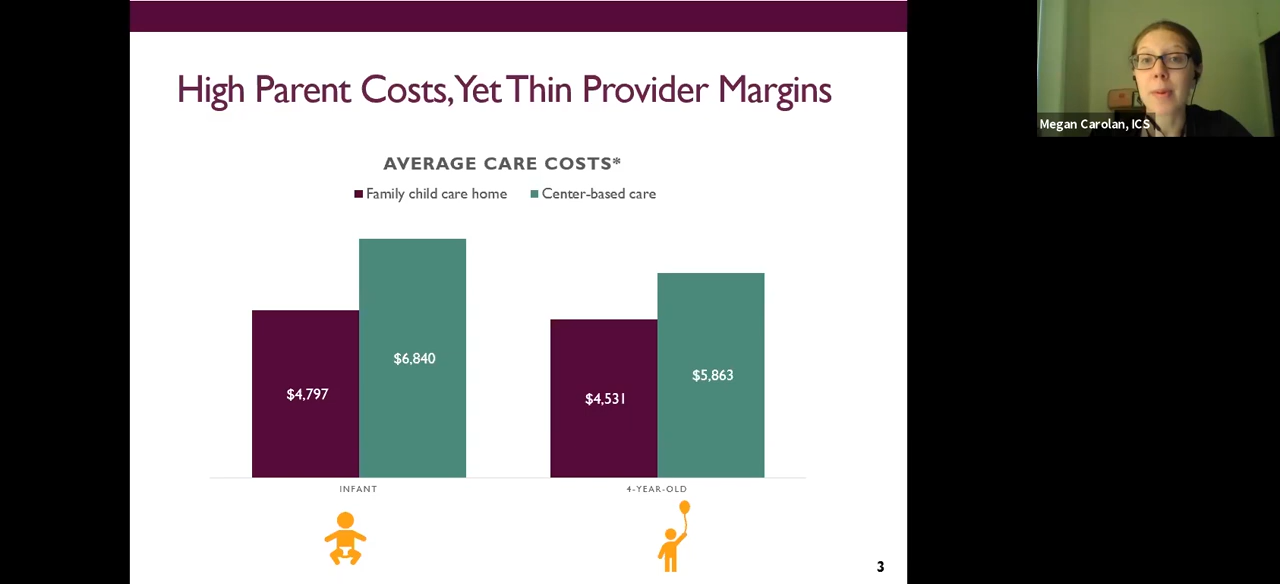 High Parent Costs, Yet Thin Provider Margins
Megan Carolan, ICS
AVERAGE CARE COSTS*
Family child care home Center-based care
$6,840
$4,797
$5,863
$4,531
INFANT 4-YEAR-OLD
3